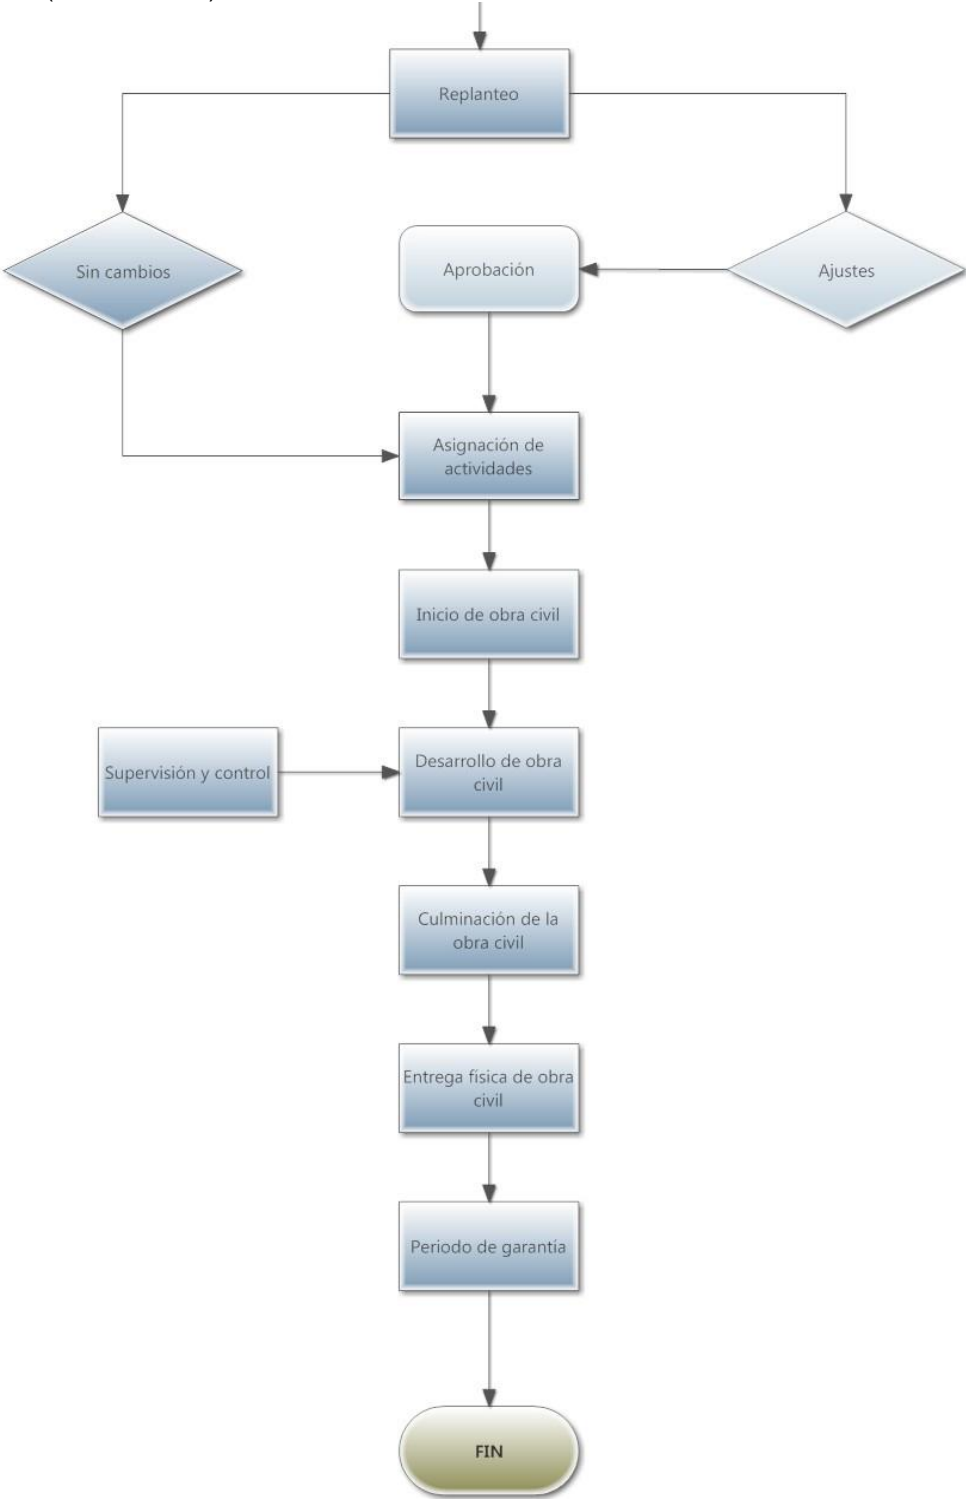 Replanteo
Sin cambios
Aprobación
Ajustes
Asignación de
actividades
Inicio de obra civil
Supervisión y control
Desarrollo de obra
civil
Culminación de la
obra civil
Entrega física de obra
civil
Periodo de garantía
FIN